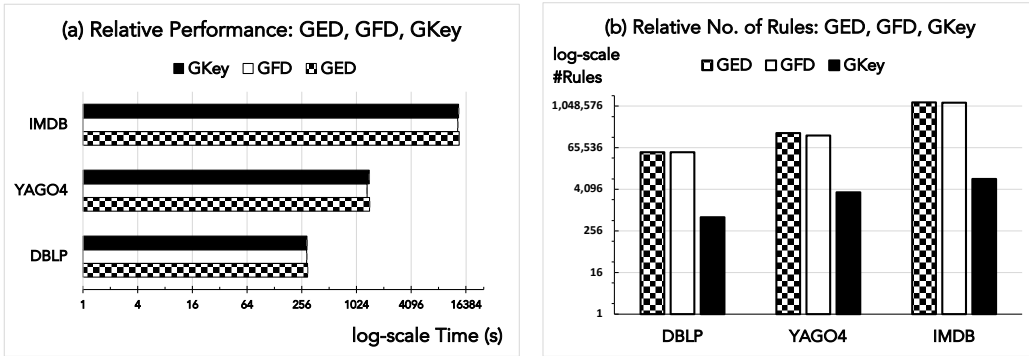 (a) Relative Performance: GED, GFD, GKey
GKey GFD GED
IMDB
YAGO4
DBLP
1 4 16 64 256 1024 4096 16384
log-scale Time (s)
(b) Relative No. of Rules: GED, GFD, GKey
log-scale
#Rules
GED GFD GKey
1,048,576
65,536
4,096
256
16
1
DBLP YAGO4 IMDB